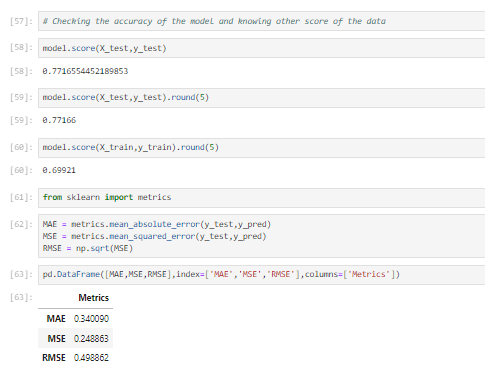 [57]: # Checking the accuracy of the model and knowing other score of the data
[58]: model.score(X_test,y_test)
[58]: 0.7716554452189853
[59]: model.score(X_test,y_test).round(5)
[59]: 0.77166
[60]: model.score(X_train,y_train).round(5)
[60]: 0.69921
[61]: from sklearn import metrics
[62]: MAE = metrics.mean_absolute_error(y_test,y_pred)
MSE = metrics.mean_squared_error(y_test,y_pred)
RMSE = np.sqrt(MSE)
[63]: pd.DataFrame([MAE,MSE,RMSE],index=['MAE','MSE','RMSE'],columns=['Metrics'])
[63]: Metrics
MAE 0.340090
MSE 0.248863
RMSE 0.498862